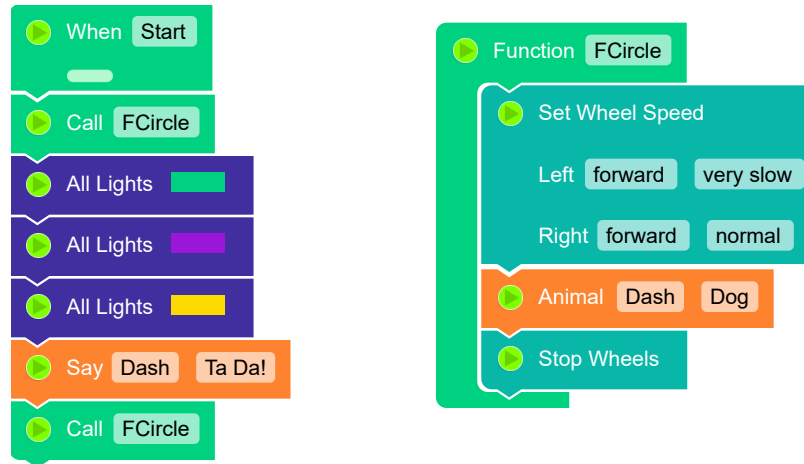 When Start
Call FCircle
All Lights
All Lights
All Lights
Say Dash Ta Da!
Call FCircle
Function FCircle
Set Wheel Speed
Left forward very slow
Right forward normal
Animal Dash Dog
Stop Wheels